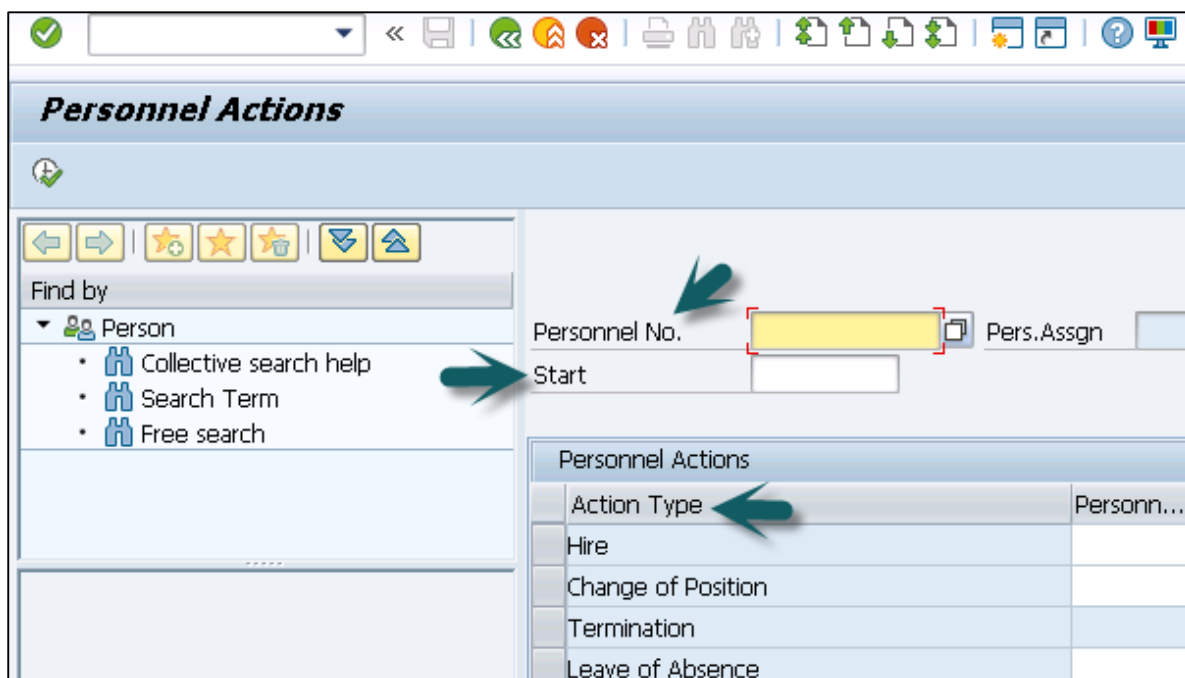 Personnel Actions
Find by
Person
Collective search help
Search Term
Free search
Personnel No.
Pers.Assgn
Start
Personnel Actions
Action Type
Personn...
Hire
Change of Position
Termination
Leave of Absence